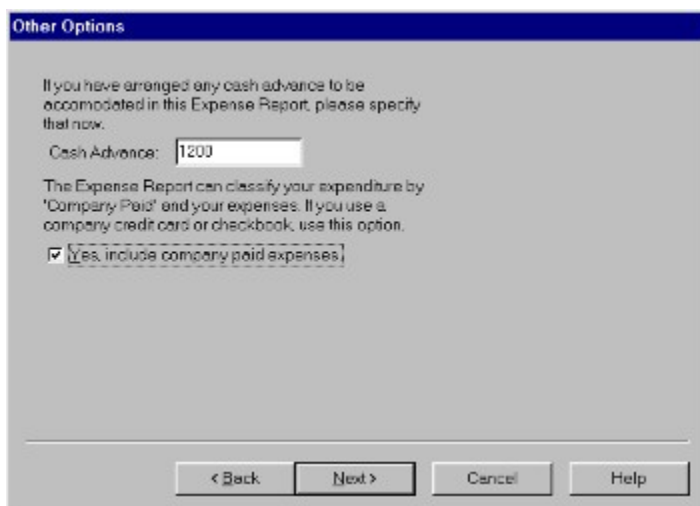 Other Options
If you have arranged any cash advance to be
accomodated in this Expense Report, please specify
that now.
Cash Advance: 1200
The Expense Report can classify your expenditure by
'Company Paid' and your expenses. If you use a
company credit card or checkbook, use this option.
Yes, include company paid expenses.
< Back Next > Cancel Help